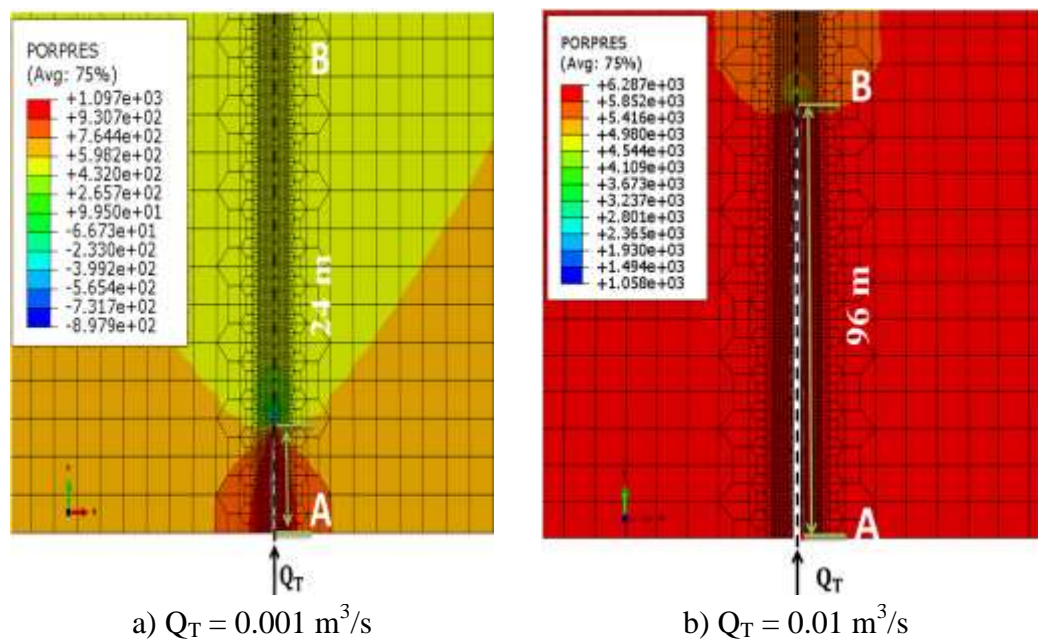 PORPRES
(Avg: 75%)
+1.097e+03
+9.307e+02
+7.644e+02
+5.982e+02
+4.320e+02
+2.657e+02
+9.950e+01
-6.673e+01
-2.330e+02
-3.992e+02
-5.654e+02
-7.317e+02
-8.979e+02
B
24 m
A
Q_T
a) Q_T = 0.001 m³/s
PORPRES
(Avg: 75%)
+6.287e+03
+5.852e+03
+5.416e+03
+4.980e+03
+4.544e+03
+4.109e+03
+3.673e+03
+3.237e+03
+2.801e+03
+2.365e+03
+1.930e+03
+1.494e+03
+1.058e+03
B
96 m
A
Q_T
b) Q_T = 0.01 m³/s